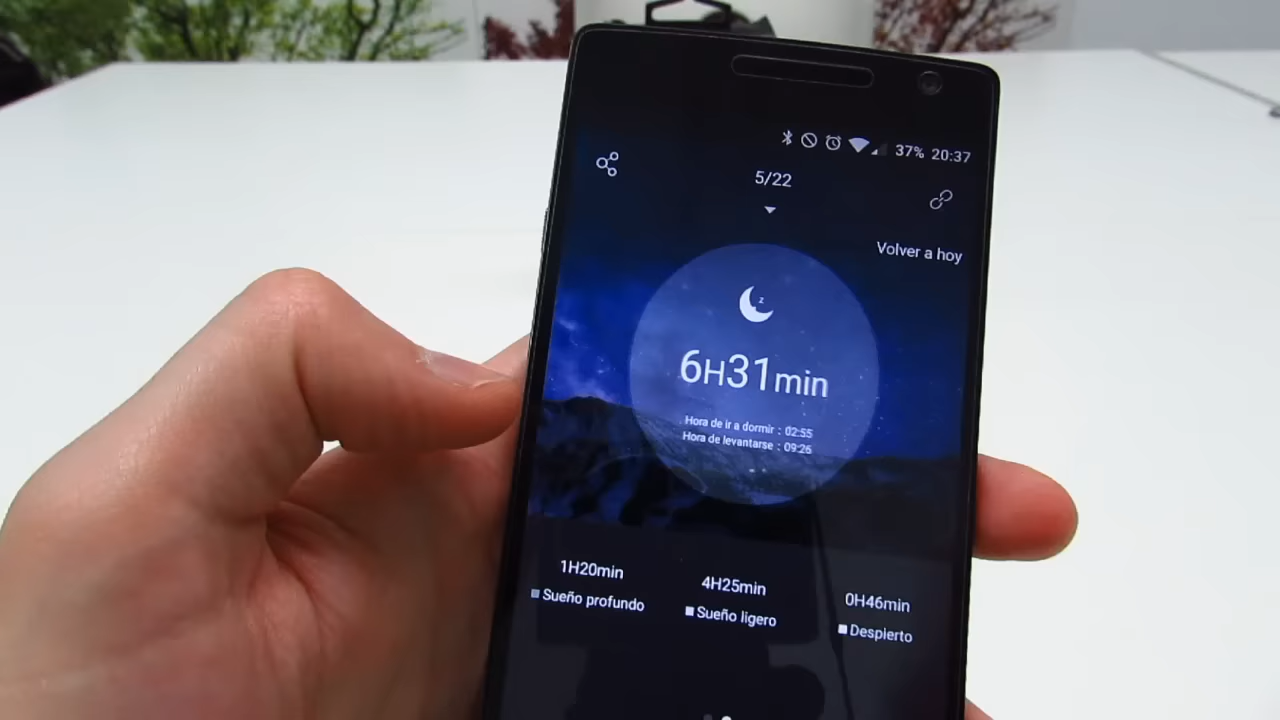 37% 20:37
5/22
Volver a hoy
z
6H31min
Hora de ir a dormir : 02:55
Hora de levantarse : 09:26
1H20min
Sueño profundo
4H25min
Sueño ligero
0H46min
Despierto